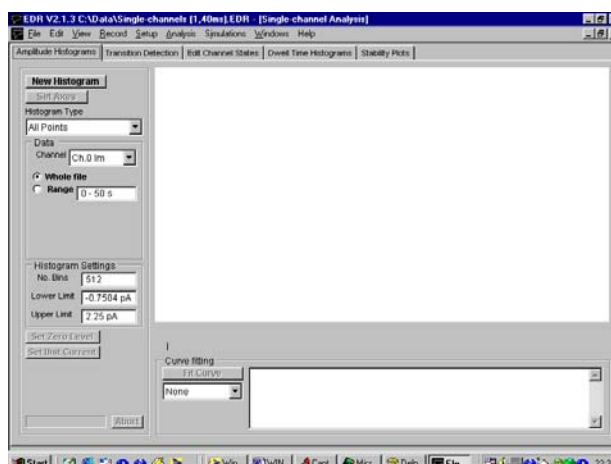 EDR V2.1.3 C:\Data\Single-channels [1,40ms].EDR - [Single-channel Analysis]
File Edit View Record Setup Analysis Simulations Windows Help
Amplitude Histograms Transition Detection Edit Channel States Dwell Time Histograms Stability Plots
New Histogram
Set Axes
Histogram Type
All Points
Data
Channel Ch.0 Im
Whole file
Range 0 - 50 s
Histogram Settings
No. Bins 512
Lower Limit -0.7504 pA
Upper Limit 2.25 pA
Set Zero Level
Set Unit Current
Curve fitting
Fit Curve
None
Abort
Start